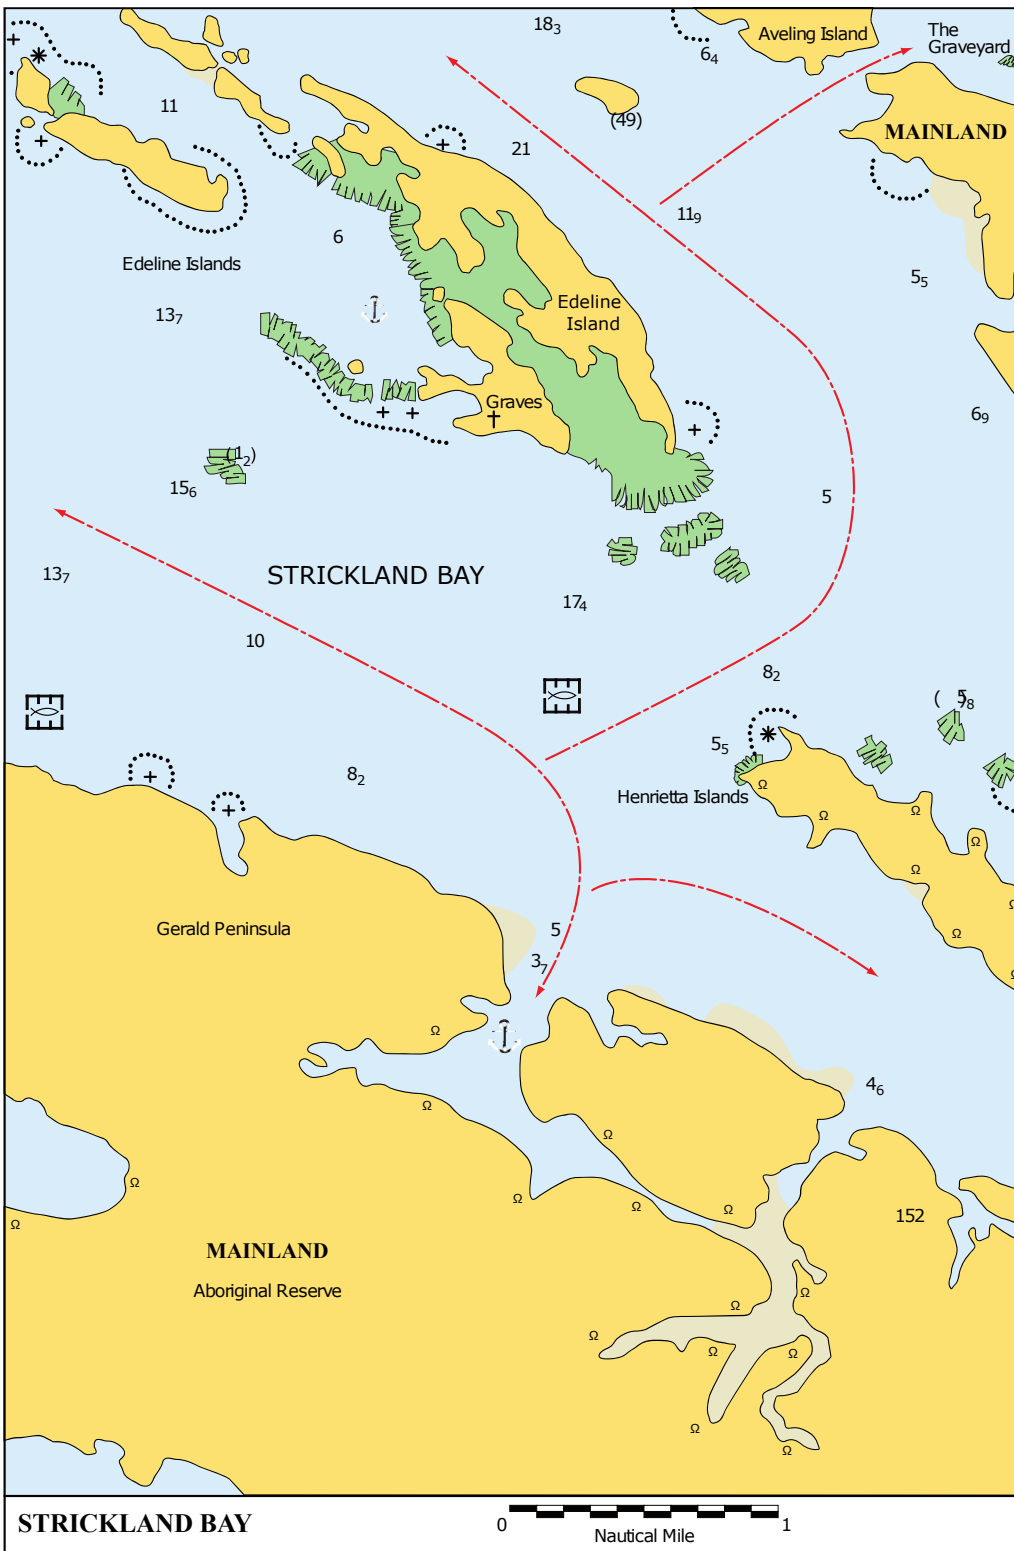 18₃
Aveling Island
The
Graveyard
6₄
11
(49)
MAINLAND
21
11₉
6
Edeline Islands
5₅
13₇
Edeline
Island
Graves
6₉
(1₂)
15₆
5
STRICKLAND BAY
13₇
17₄
10
8₂
( 5₈)
5₅
8₂
Henrietta Islands
Gerald Peninsula
5
3₇
4₆
152
MAINLAND
Aboriginal Reserve
STRICKLAND BAY
0
1
Nautical Mile